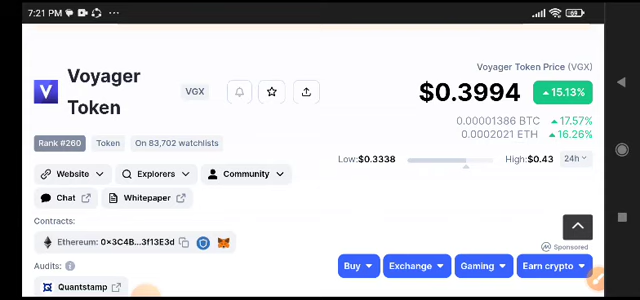 7:21 PM
69
Voyager Token Price (VGX)
Voyager
Token
VGX
$0.3994
15.13%
0.00001386 BTC 17.57%
0.0002021 ETH 16.26%
Rank #260 Token On 83,702 watchlists
Low:$0.3338 High:$0.43 24h
Website Explorers Community
Chat Whitepaper
Contracts:
Ethereum: 0x3C4B...3f13E3d
Sponsored
Audits:
Buy Exchange Gaming Earn crypto
Quantstamp